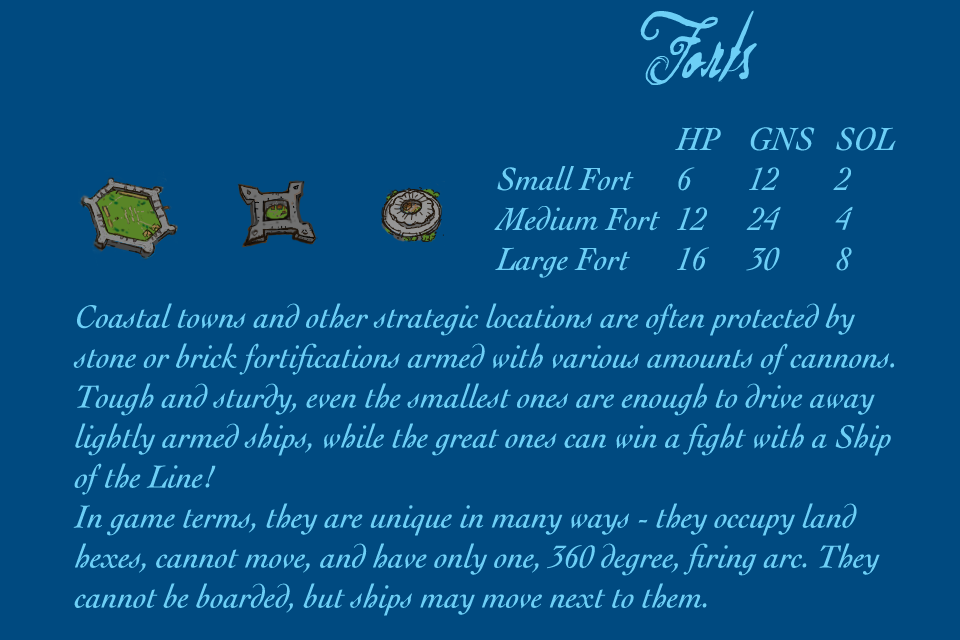 Forts
HP GNS SOL
Small Fort 6 12 2
Medium Fort 12 24 4
Large Fort 16 30 8
Coastal towns and other strategic locations are often protected by
stone or brick fortifications armed with various amounts of cannons.
Tough and sturdy, even the smallest ones are enough to drive away
lightly armed ships, while the great ones can win a fight with a Ship
of the Line!
In game terms, they are unique in many ways - they occupy land
hexes, cannot move, and have only one, 360 degree, firing arc. They
cannot be boarded, but ships may move next to them.